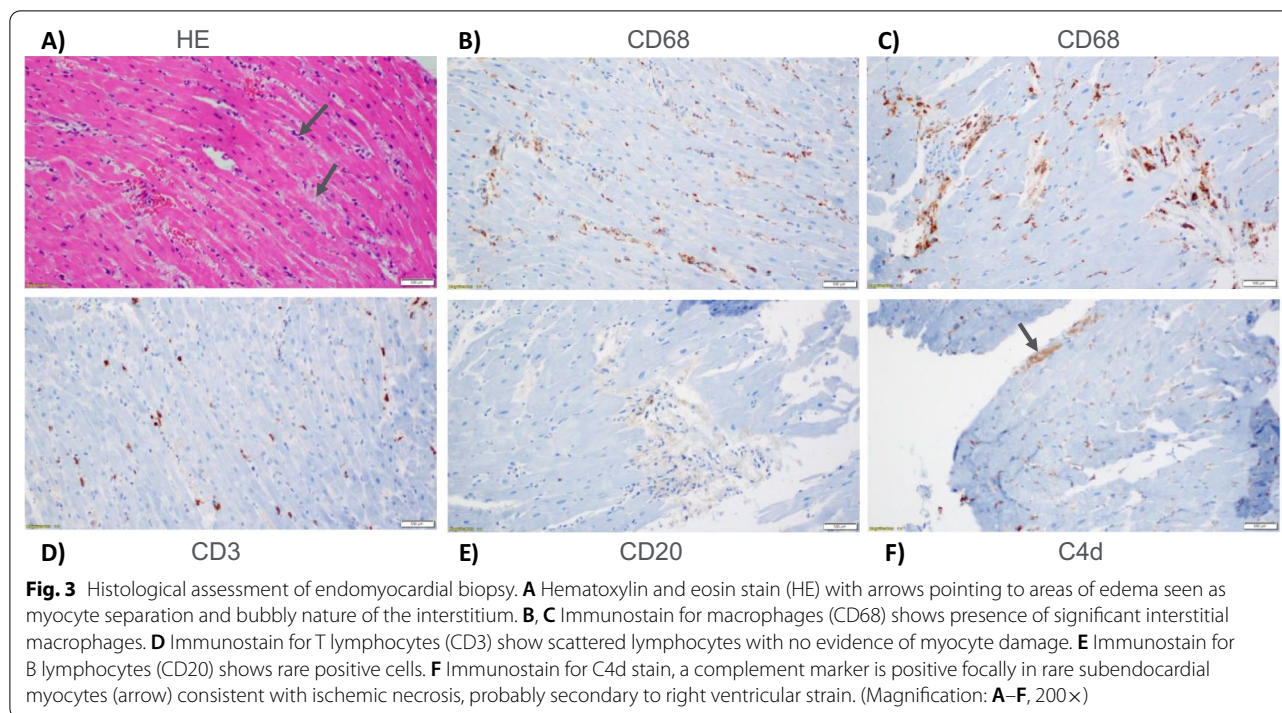 A) HE B) CD68 C) CD68
D) CD3 E) CD20 F) C4d
Fig. 3 Histological assessment of endomyocardial biopsy. A Hematoxylin and eosin stain (HE) with arrows pointing to areas of edema seen as
myocyte separation and bubbly nature of the interstitium. B, C Immunostain for macrophages (CD68) shows presence of significant interstitial
macrophages. D Immunostain for T lymphocytes (CD3) show scattered lymphocytes with no evidence of myocyte damage. E Immunostain for
B lymphocytes (CD20) shows rare positive cells. F Immunostain for C4d stain, a complement marker is positive focally in rare subendocardial
myocytes (arrow) consistent with ischemic necrosis, probably secondary to right ventricular strain. (Magnification: A–F, 200×)